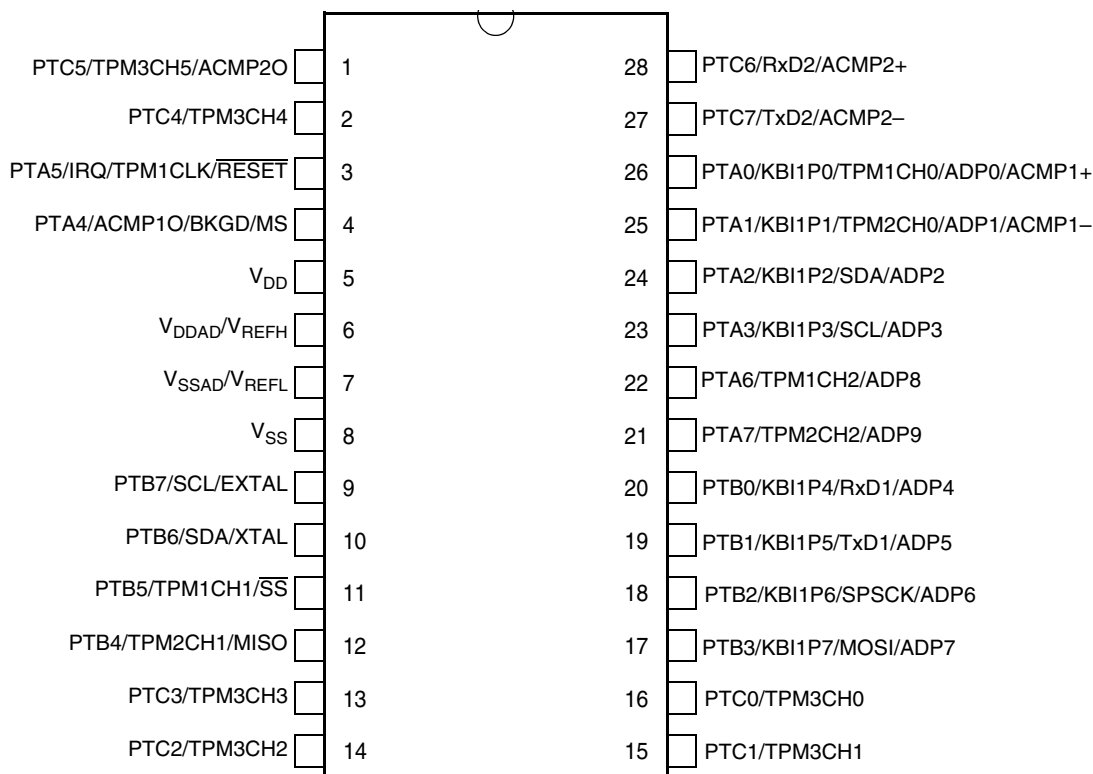 PTC5/TPM3CH5/ACMP2O 1 28 PTC6/RxD2/ACMP2+
PTC4/TPM3CH4 2 27 PTC7/TxD2/ACMP2–
PTA5/IRQ/TPM1CLK/R̅E̅S̅E̅T̅ 3 26 PTA0/KBI1P0/TPM1CH0/ADP0/ACMP1+
PTA4/ACMP1O/BKGD/MS 4 25 PTA1/KBI1P1/TPM2CH0/ADP1/ACMP1–
VDD 5 24 PTA2/KBI1P2/SDA/ADP2
VDDAD/VREFH 6 23 PTA3/KBI1P3/SCL/ADP3
VSSAD/VREFL 7 22 PTA6/TPM1CH2/ADP8
VSS 8 21 PTA7/TPM2CH2/ADP9
PTB7/SCL/EXTAL 9 20 PTB0/KBI1P4/RxD1/ADP4
PTB6/SDA/XTAL 10 19 PTB1/KBI1P5/TxD1/ADP5
PTB5/TPM1CH1/S̅S̅ 11 18 PTB2/KBI1P6/SPSCK/ADP6
PTB4/TPM2CH1/MISO 12 17 PTB3/KBI1P7/MOSI/ADP7
PTC3/TPM3CH3 13 16 PTC0/TPM3CH0
PTC2/TPM3CH2 14 15 PTC1/TPM3CH1